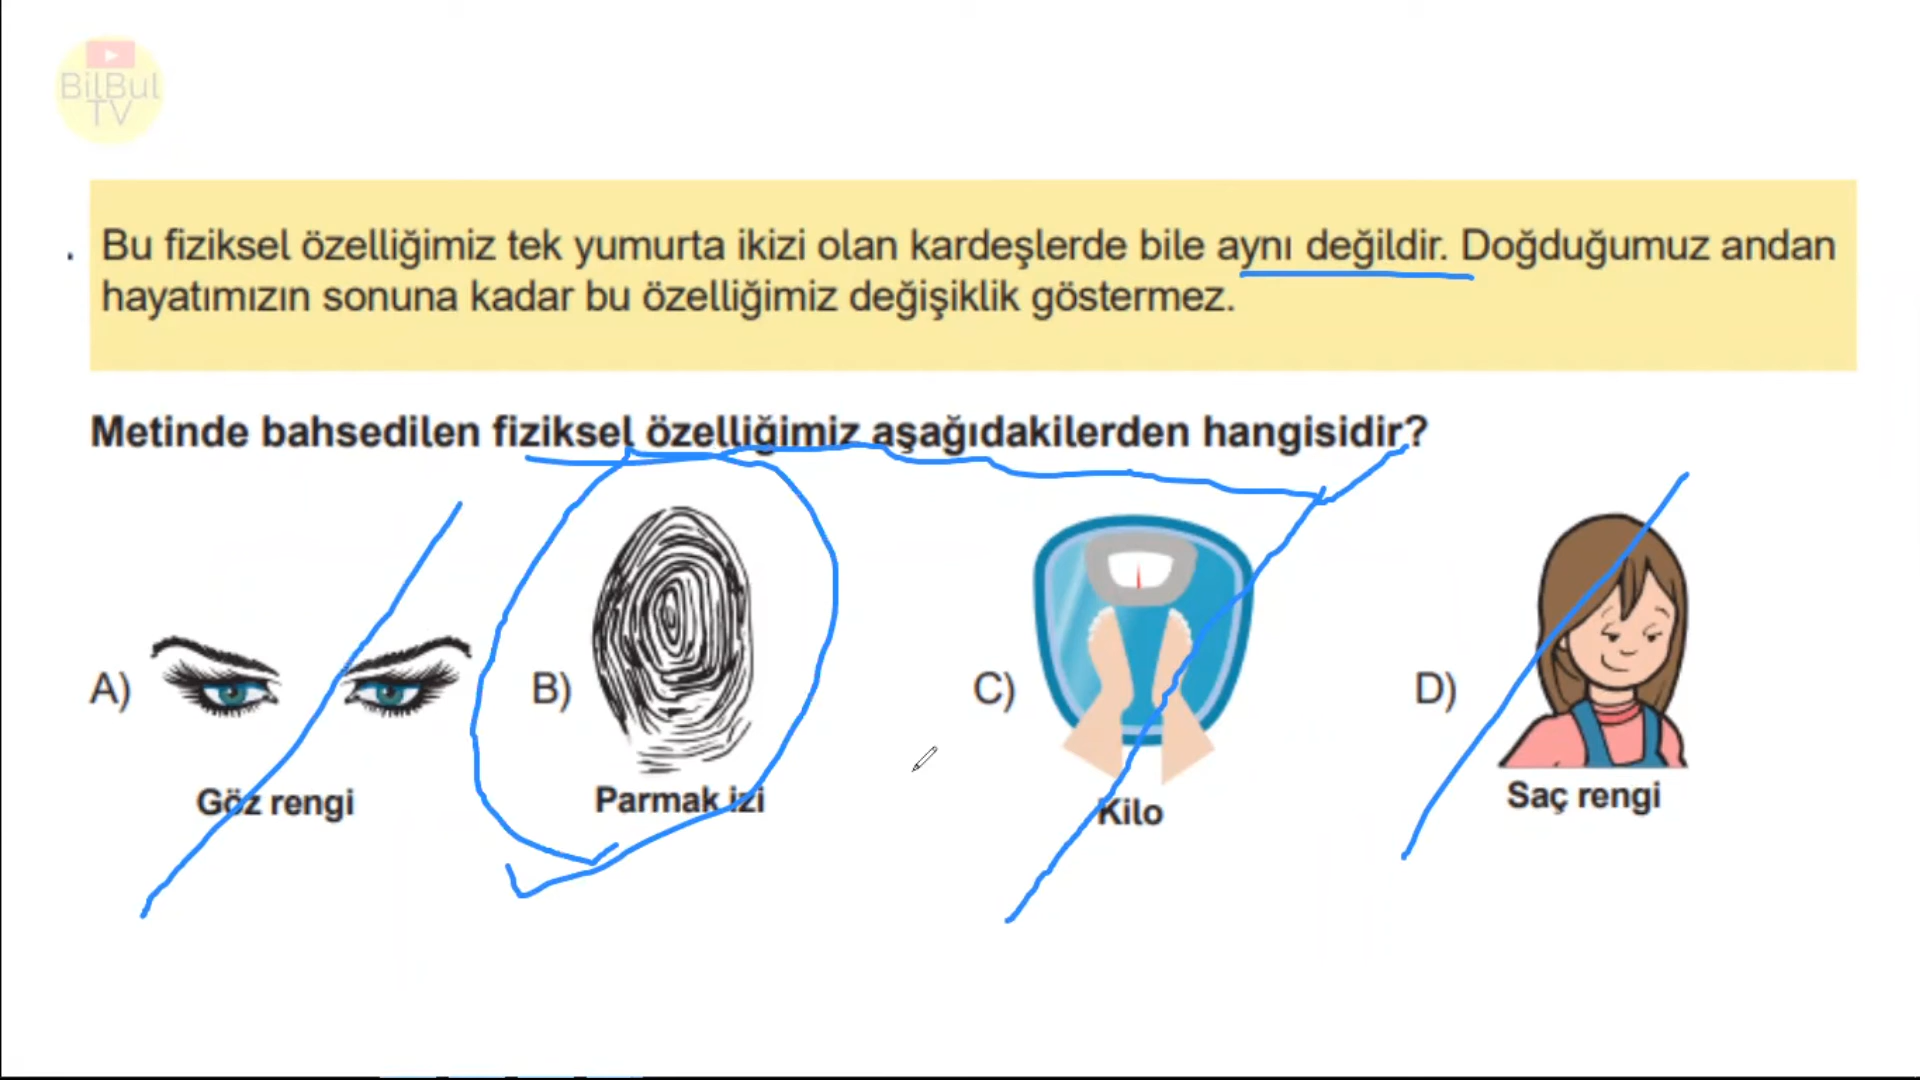 BilBul
TV
. Bu fiziksel özelliğimiz tek yumurta ikizi olan kardeşlerde bile aynı değildir. Doğduğumuz andan
hayatımızın sonuna kadar bu özelliğimiz değişiklik göstermez.
Metinde bahsedilen fiziksel özelliğimiz aşağıdakilerden hangisidir?
A)
Göz rengi
B)
Parmak izi
C)
Kilo
D)
Saç rengi